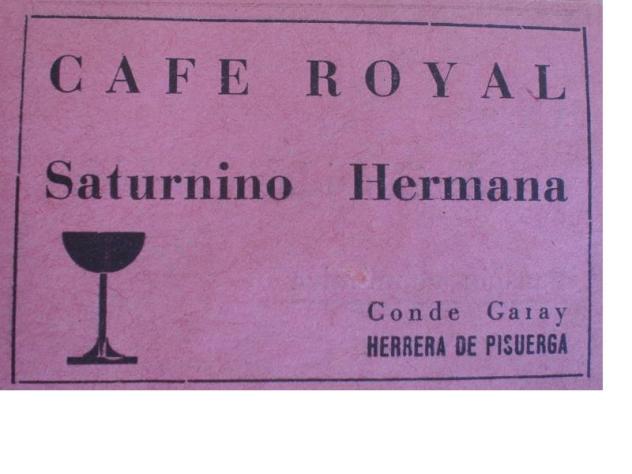 CAFE ROYAL
Saturnino Hermana
Conde Garay
HERRERA DE PISUERGA